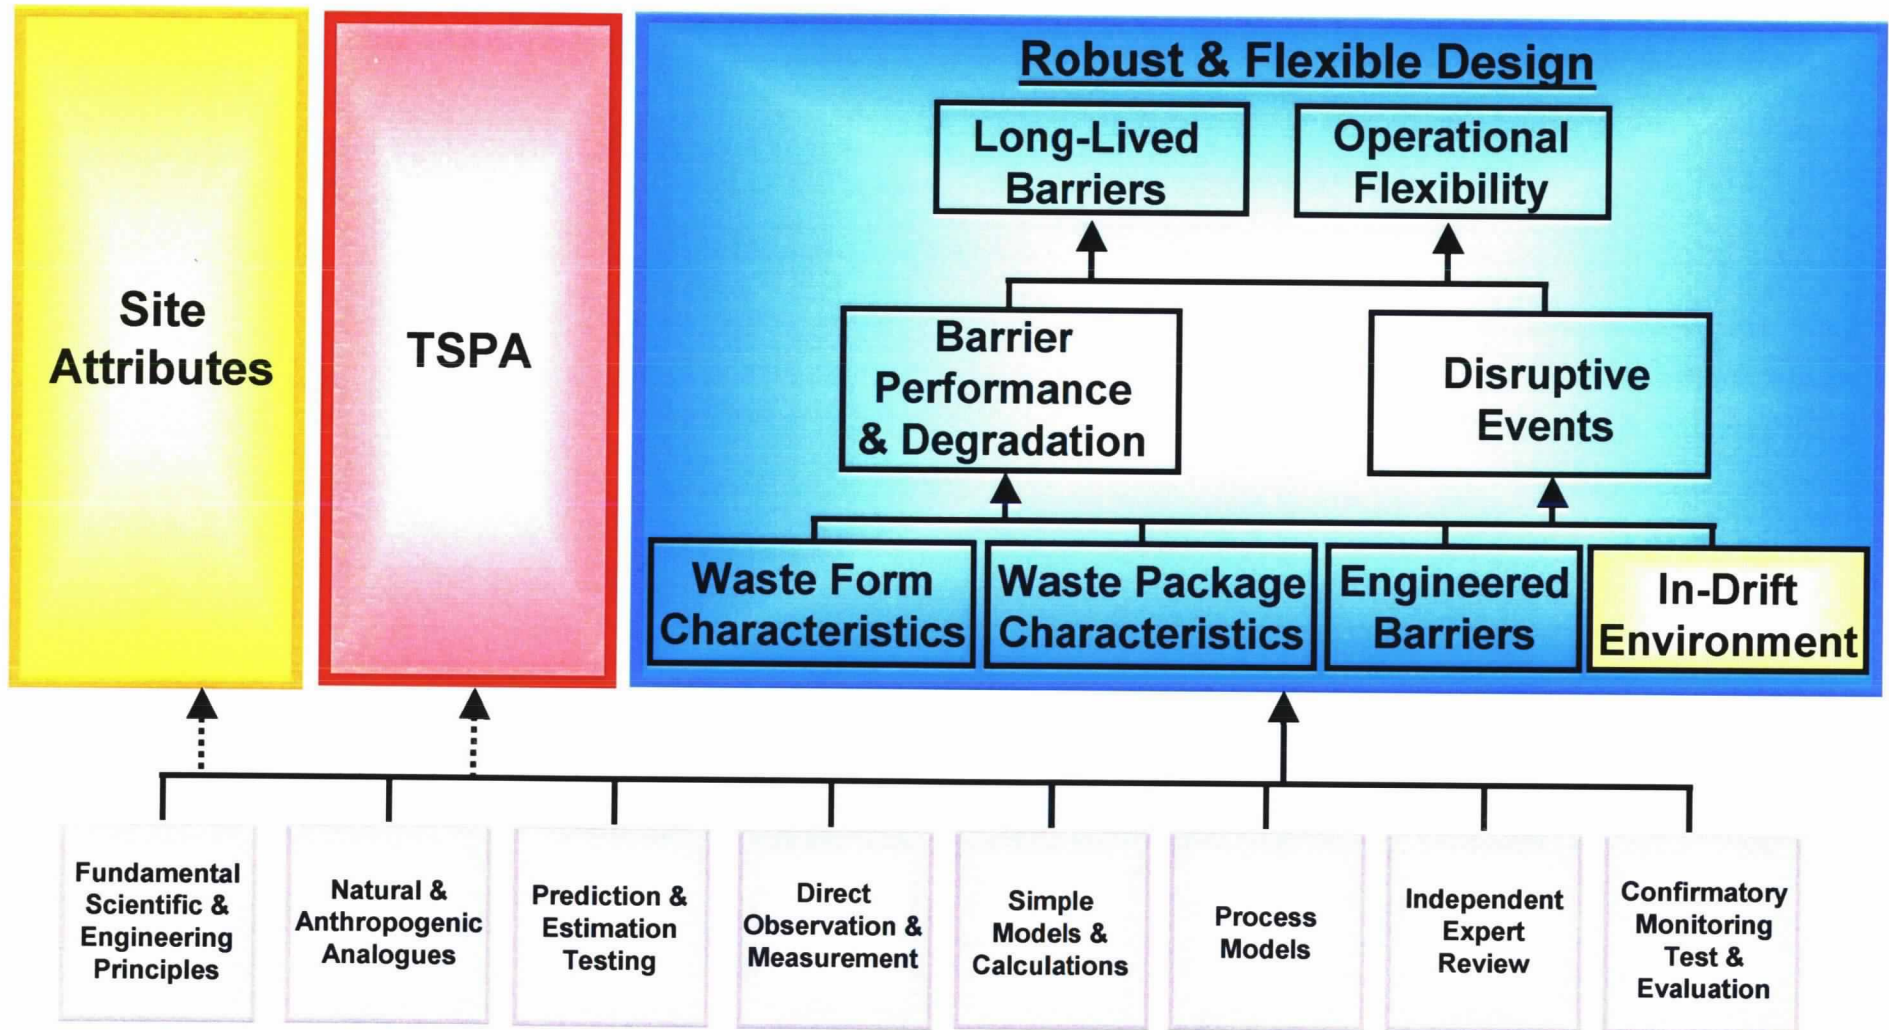 Site
Attributes
TSPA
Robust & Flexible Design
Long-Lived
Barriers
Operational
Flexibility
Barrier
Performance
& Degradation
Disruptive
Events
Waste Form
Characteristics
Waste Package
Characteristics
Engineered
Barriers
In-Drift
Environment
Fundamental
Scientific &
Engineering
Principles
Natural &
Anthropogenic
Analogues
Prediction &
Estimation
Testing
Direct
Observation &
Measurement
Simple
Models &
Calculations
Process
Models
Independent
Expert
Review
Confirmatory
Monitoring
Test &
Evaluation